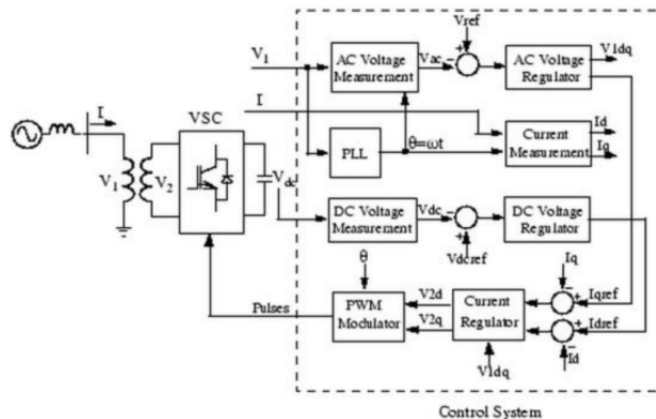 Vref
V1
AC Voltage
Measurement
Vac
−
+
AC Voltage
Regulator
V1dq
I
VSC
I
PLL
θ=ωt
Current
Measurement
Id
Iq
V1
V2
Vdc
DC Voltage
Measurement
Vdc
−
+
DC Voltage
Regulator
Vdcref
θ
Iq
Pulses
PWM
Modulator
V2d
V2q
Current
Regulator
−
+
Iqref
+
Idref
−
Id
V1dq
Control System